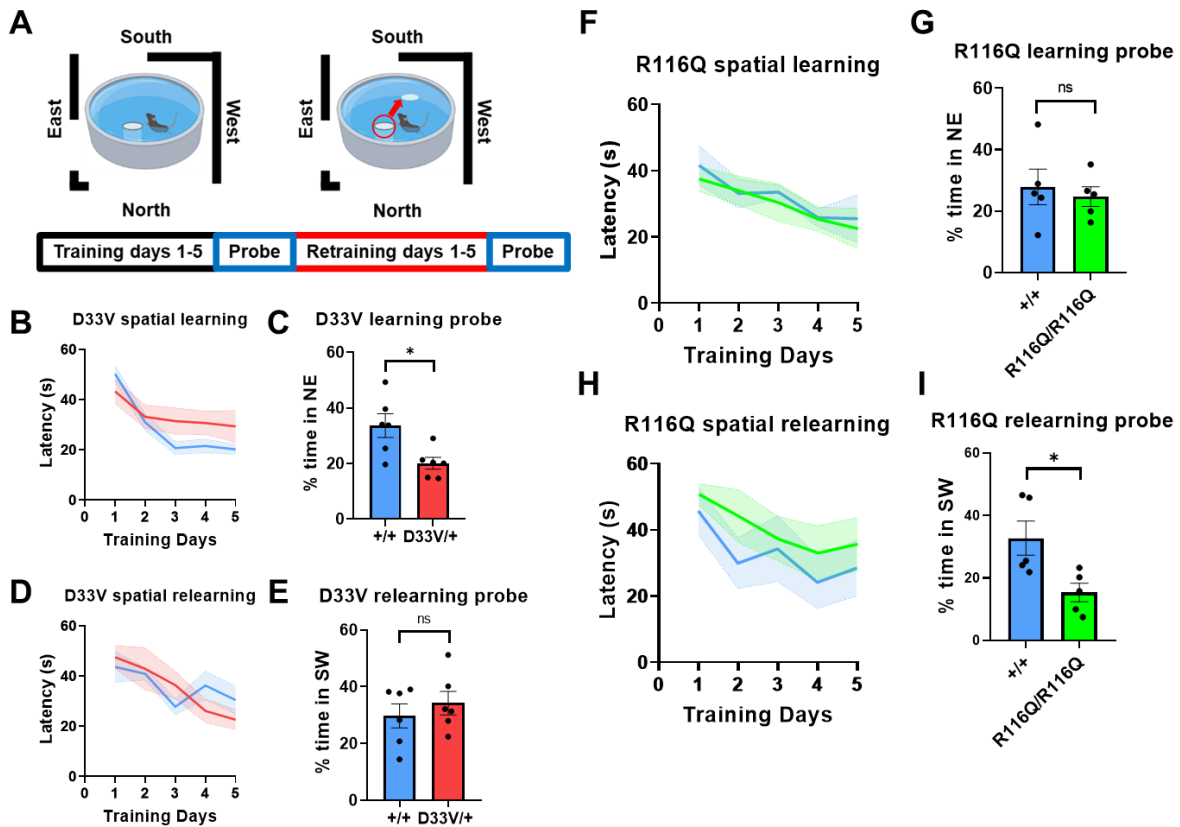 A
South
East
West
North
South
East
West
North
Training days 1-5
Probe
Retraining days 1-5
Probe
B
D33V spatial learning
Latency (s)
60
40
20
0
0 1 2 3 4 5
Training Days
C
D33V learning probe
% time in NE
60
40
20
0
*
+/+ D33V/+
D
D33V spatial relearning
Latency (s)
60
40
20
0
0 1 2 3 4 5
Training Days
E
D33V relearning probe
% time in SW
60
40
20
0
ns
+/+ D33V/+
F
R116Q spatial learning
Latency (s)
60
40
20
0
0 1 2 3 4 5
Training Days
G
R116Q learning probe
% time in NE
60
40
20
0
ns
+/+
R116Q/R116Q
H
R116Q spatial relearning
Latency (s)
60
40
20
0
0 1 2 3 4 5
Training Days
I
R116Q relearning probe
% time in SW
60
40
20
0
*
+/+
R116Q/R116Q